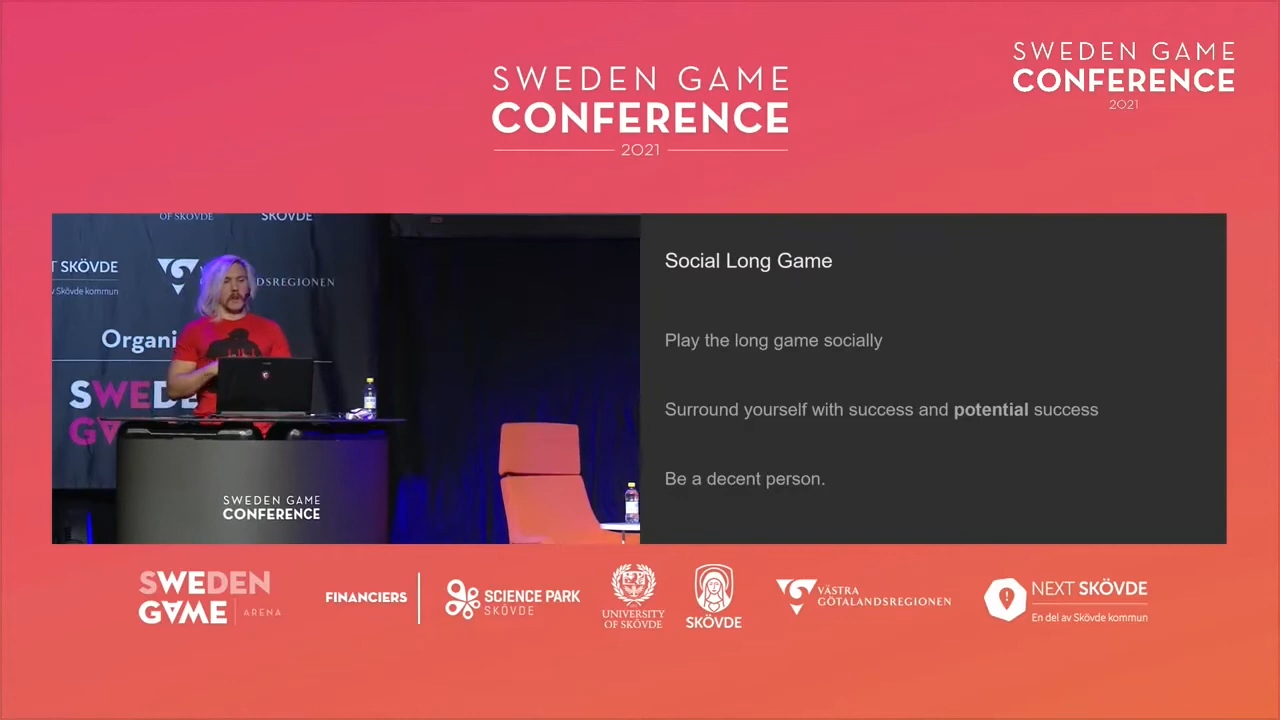 SWEDEN GAME
CONFERENCE
2021
SWEDEN GAME
CONFERENCE
2021
OF SKÖVDE
SKÖVDE
T SKÖVDE
v Skövde kommun
DSREGIONEN
Organi
SWEDE
GA
SWEDEN GAME
CONFERENCE
Social Long Game
Play the long game socially
Surround yourself with success and potential success
Be a decent person.
SWEDEN
GAME ARENA
FINANCIERS
SCIENCE PARK
SKÖVDE
UNIVERSITY
OF SKÖVDE
SKÖVDE
VÄSTRA
GÖTALANDSREGIONEN
NEXT SKÖVDE
En del av Skövde kommun